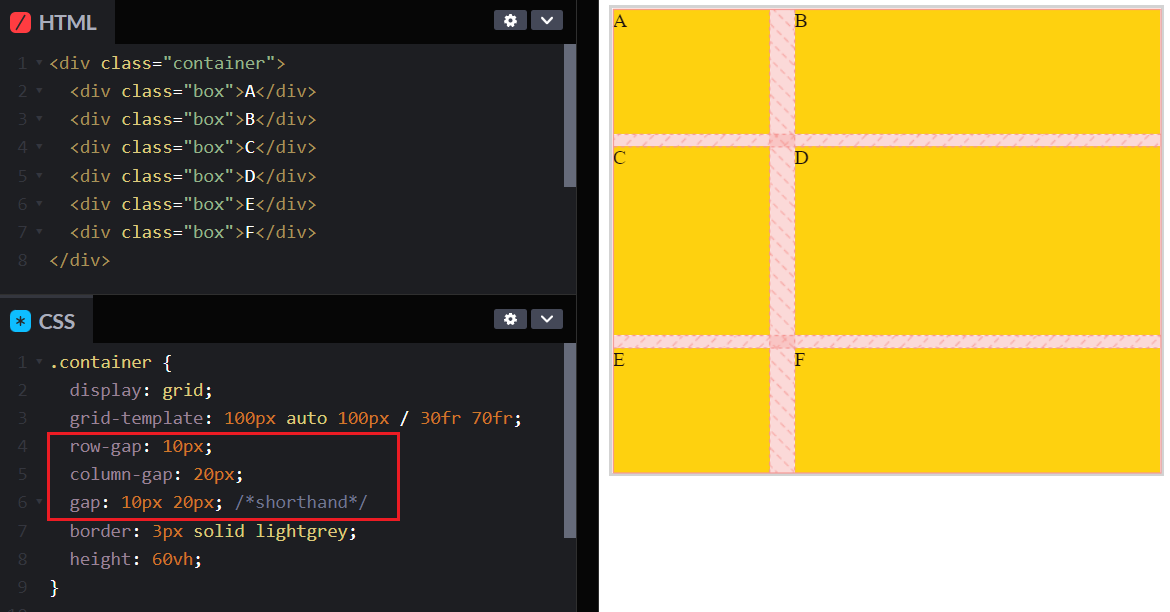 HTML
1 <div class="container">
2 <div class="box">A</div>
3 <div class="box">B</div>
4 <div class="box">C</div>
5 <div class="box">D</div>
6 <div class="box">E</div>
7 <div class="box">F</div>
8 </div>
* CSS
1 .container {
2 display: grid;
3 grid-template: 100px auto 100px / 30fr 70fr;
4 row-gap: 10px;
5 column-gap: 20px;
6 gap: 10px 20px; /*shorthand*/
7 border: 3px solid lightgrey;
8 height: 60vh;
9 }
A B
C D
E F